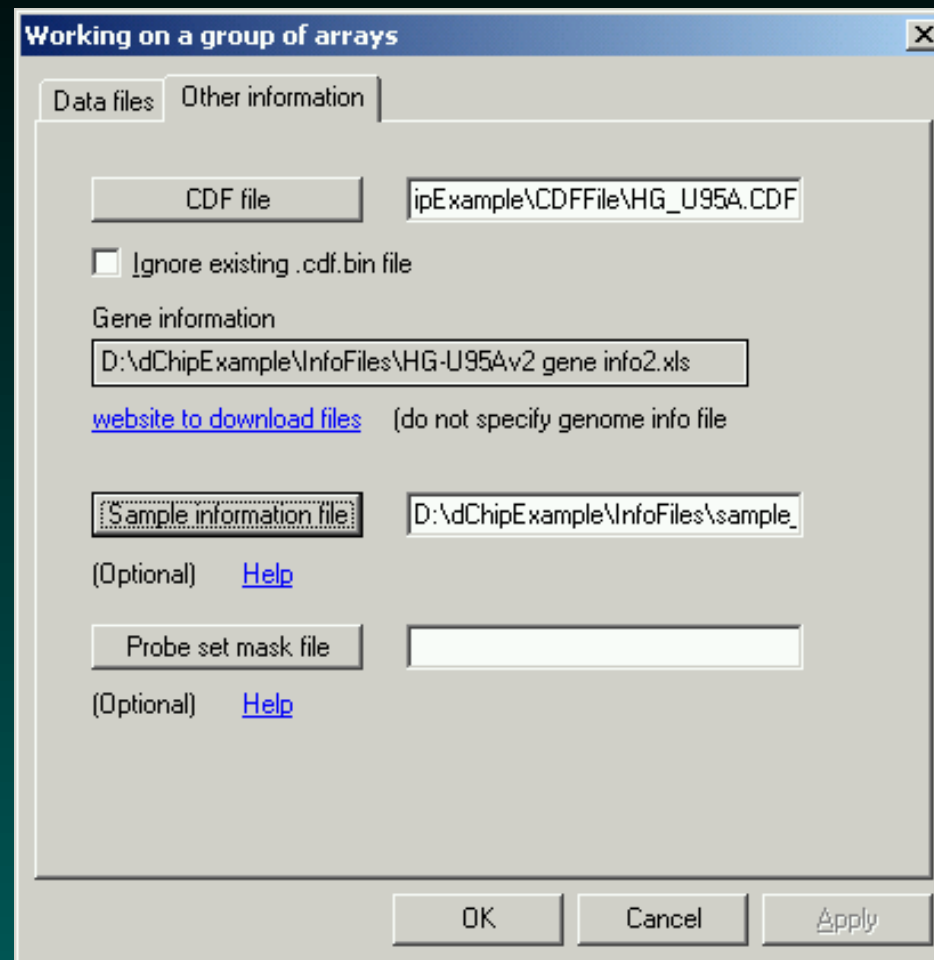 Working on a group of arrays
Data files Other information
CDF file ipExample\CDFFile\HG_U95A.CDF
Ignore existing .cdf.bin file
Gene information
D:\dChipExample\InfoFiles\HG-U95Av2 gene info2.xls
website to download files (do not specify genome info file
Sample information file D:\dChipExample\InfoFiles\sample_
(Optional) Help
Probe set mask file
(Optional) Help
OK Cancel Apply